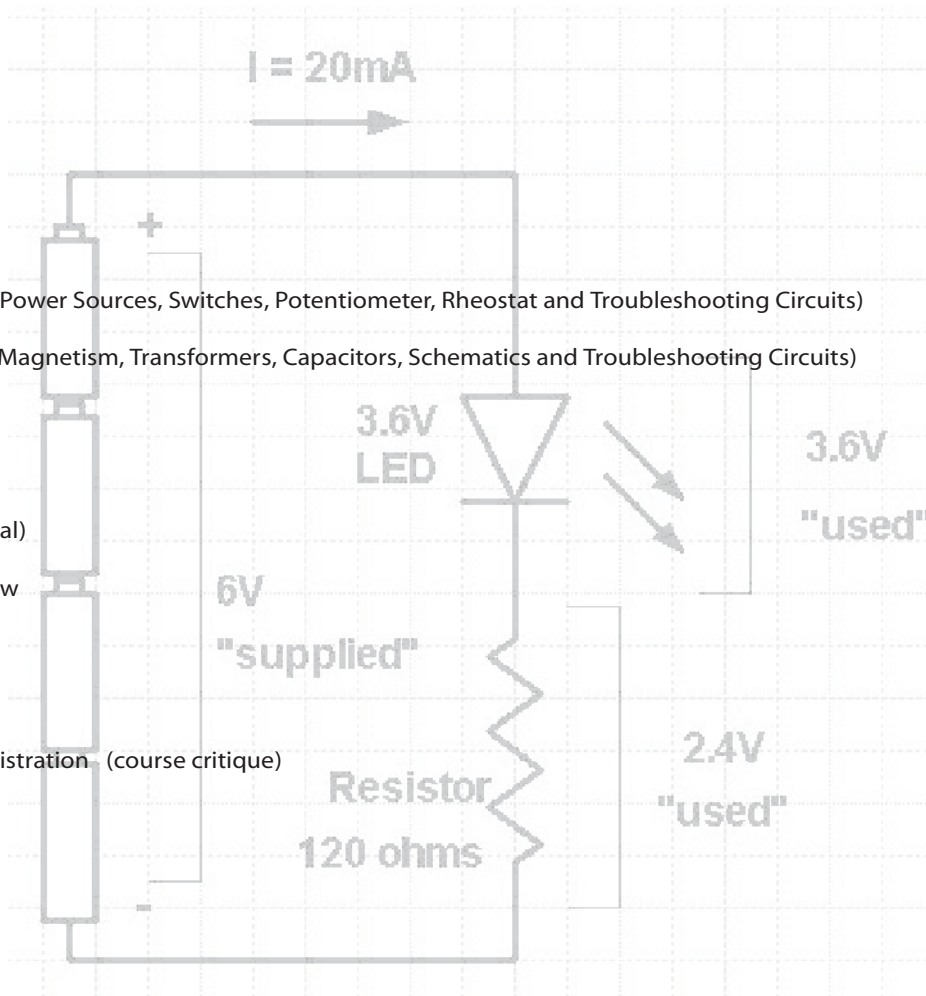 I = 20mA
+
Power Sources, Switches, Potentiometer, Rheostat and Troubleshooting Circuits)
Magnetism, Transformers, Capacitors, Schematics and Troubleshooting Circuits)
3.6V
LED
3.6V
"used"
al)
w
6V
"supplied"
istration (course critique)
2.4V
"used"
Resistor
120 ohms
-